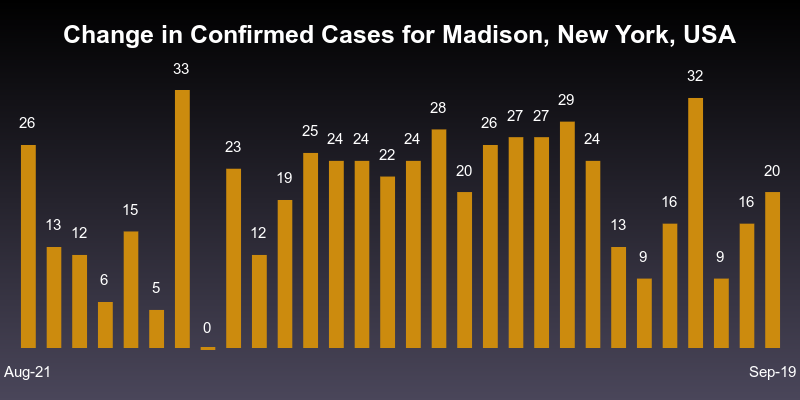 Change in Confirmed Cases for Madison, New York, USA
26 13 12 6 15 5 33 0 23 12 19 25 24 24 22 24 28 20 26 27 27 29 24 13 9 16 32 9 16 20
Aug-21 Sep-19